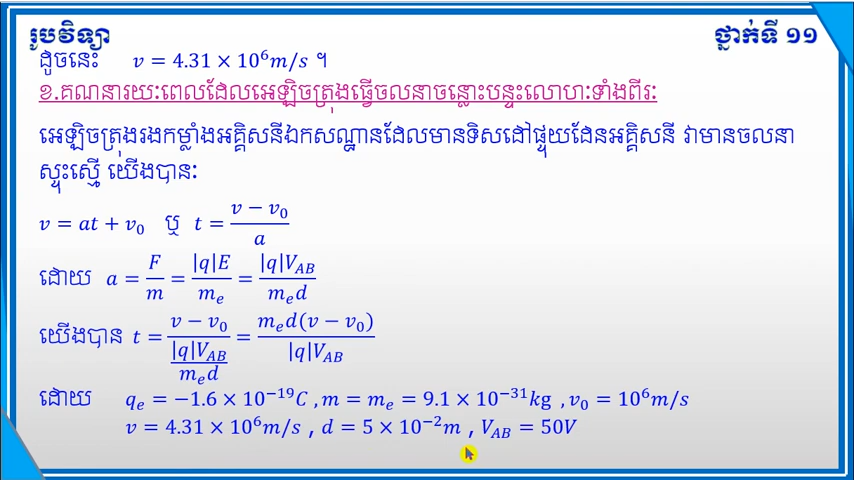 រូបវិទ្យា
ថ្នាក់ទី ១១
ដូចនេះ v = 4.31 × 10⁶m/s ។
ខ.គណនារយៈពេលដែលអេឡិចត្រុងធ្វើចលនាចន្លោះបន្ទះលោហៈទាំងពីរ:
អេឡិចត្រុងរងកម្លាំងអគ្គិសនីឯកសណ្ឋានដែលមានទិសដៅផ្ទុយដែនអគ្គិសនី វាមានចលនា
ស្ទុះស្មើ យើងបាន:
v = at + v₀ ឬ t = (v − v₀)/a
ដោយ a = F/m = |q|E/mₑ = |q|V_AB/(mₑd)
យើងបាន t = (v − v₀)/(|q|V_AB/(mₑd)) = mₑd(v − v₀)/(|q|V_AB)
ដោយ qₑ = −1.6 × 10⁻¹⁹C , m = mₑ = 9.1 × 10⁻³¹kg , v₀ = 10⁶m/s
v = 4.31 × 10⁶m/s , d = 5 × 10⁻²m , V_AB = 50V